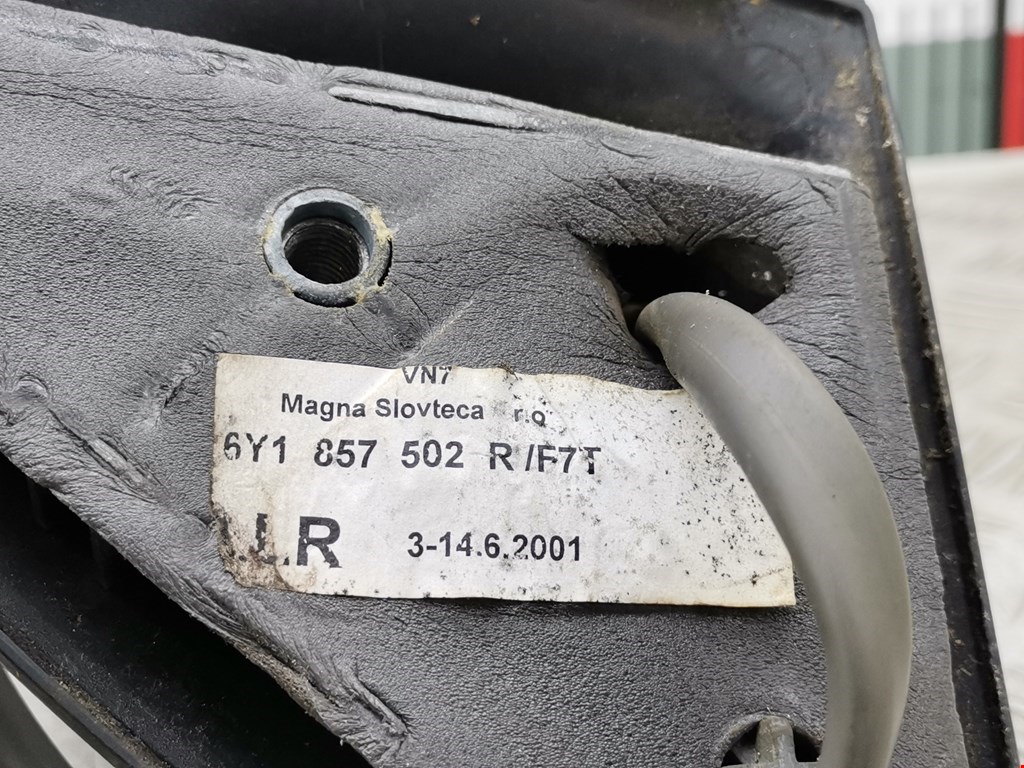 VN7
Magna Slovteca r.o
6Y1 857 502 R /F7T
R 3-14.6.2001